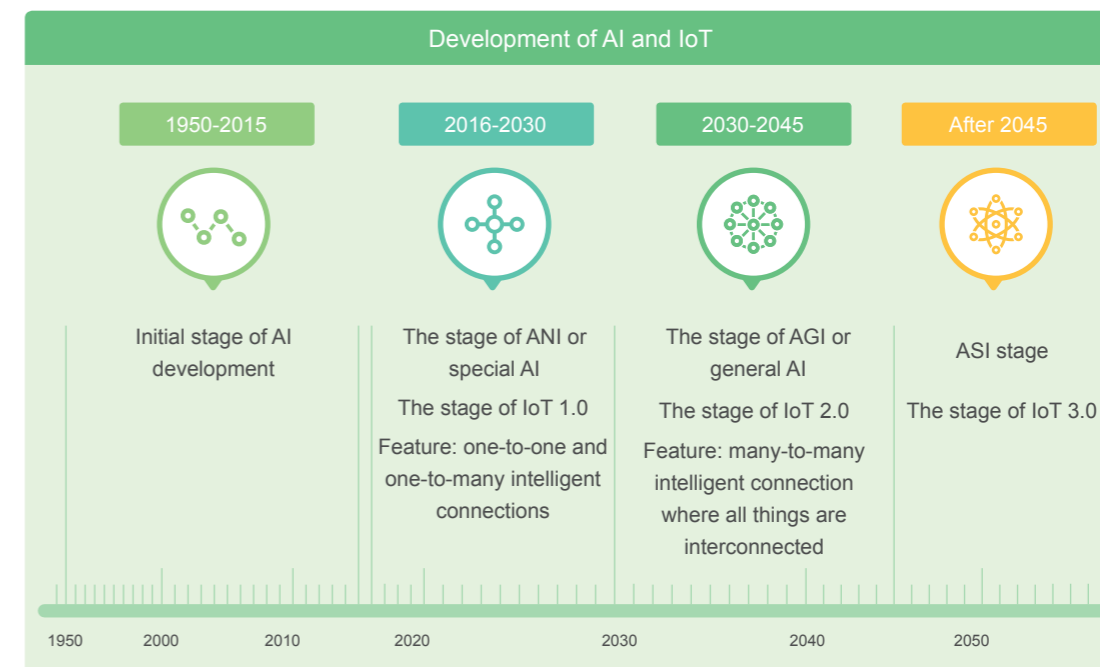 Development of AI and IoT
1950-2015
2016-2030
2030-2045
After 2045
Initial stage of AI
development
The stage of ANI or
special AI
The stage of IoT 1.0
Feature: one-to-one and
one-to-many intelligent
connections
The stage of AGI or
general AI
The stage of IoT 2.0
Feature: many-to-many
intelligent connection
where all things are
interconnected
ASI stage
The stage of IoT 3.0
1950
2000
2010
2020
2030
2040
2050